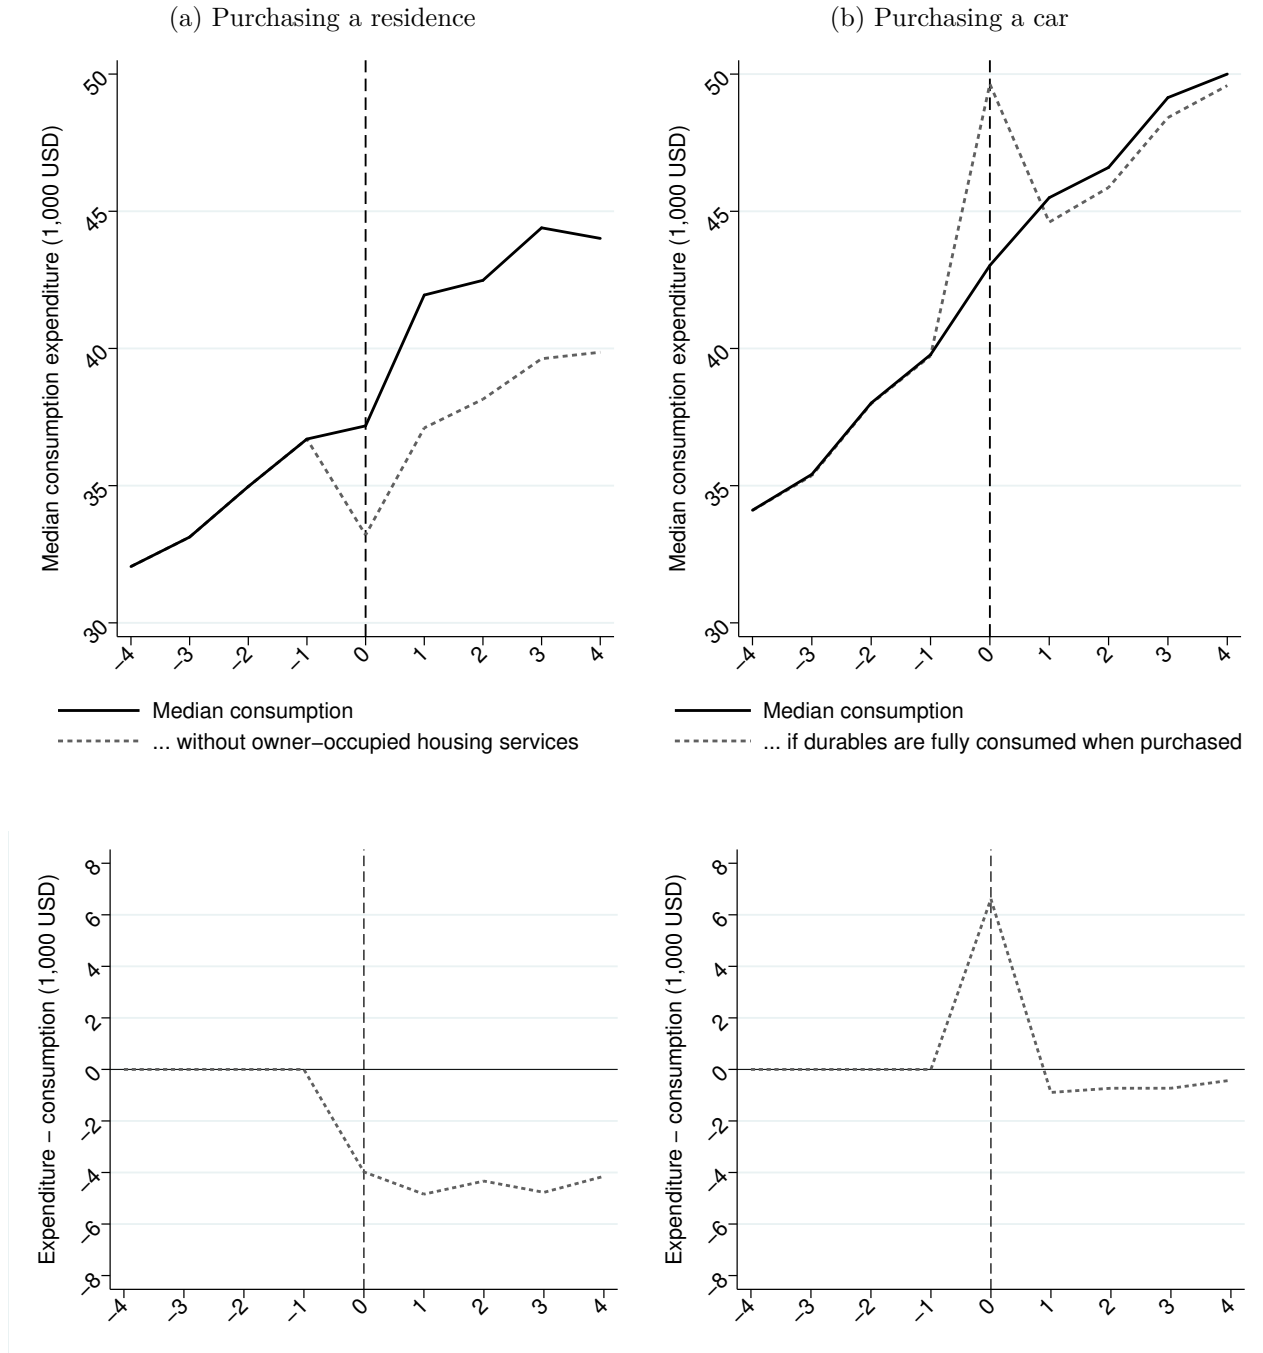 (a) Purchasing a residence
(b) Purchasing a car
Median consumption expenditure (1,000 USD)
50
45
40
35
30
−4 −3 −2 −1 0 1 2 3 4
Median consumption
... without owner−occupied housing services
Median consumption expenditure (1,000 USD)
50
45
40
35
30
−4 −3 −2 −1 0 1 2 3 4
Median consumption
... if durables are fully consumed when purchased
Expenditure − consumption (1,000 USD)
8
6
4
2
0
−2
−4
−6
−8
−4 −3 −2 −1 0 1 2 3 4
Expenditure − consumption (1,000 USD)
8
6
4
2
0
−2
−4
−6
−8
−4 −3 −2 −1 0 1 2 3 4